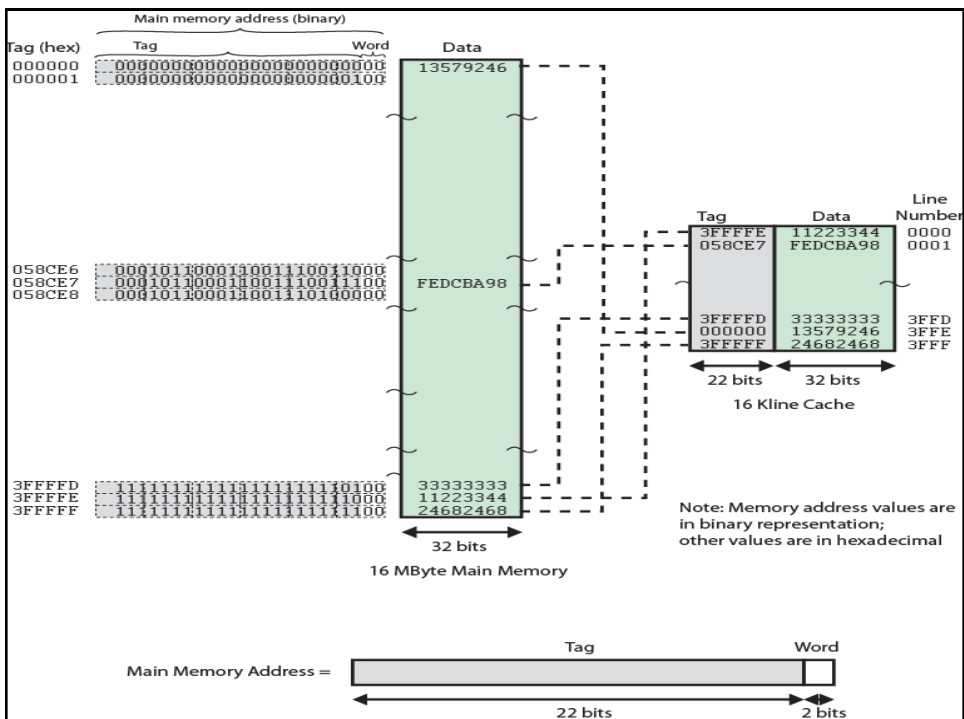 Main memory address (binary)
Tag (hex) Tag Word Data
000000 000000000000000000000000 13579246
000001 000000000000000000000100
Line
Tag Data Number
3FFFFE 11223344 0000
058CE7 FEDCBA98 0001
058CE6 000101100011001110011000
058CE7 000101100011001110011100 FEDCBA98
058CE8 000101100011001110100000
3FFFFD 33333333 3FFD
000000 13579246 3FFE
3FFFFF 24682468 3FFF
22 bits 32 bits
16 Kline Cache
3FFFFD 111111111111111111110100 33333333
3FFFFE 111111111111111111111000 11223344
3FFFFF 111111111111111111111100 24682468
Note: Memory address values are
in binary representation;
other values are in hexadecimal
32 bits
16 MByte Main Memory
Tag Word
Main Memory Address =
22 bits 2 bits